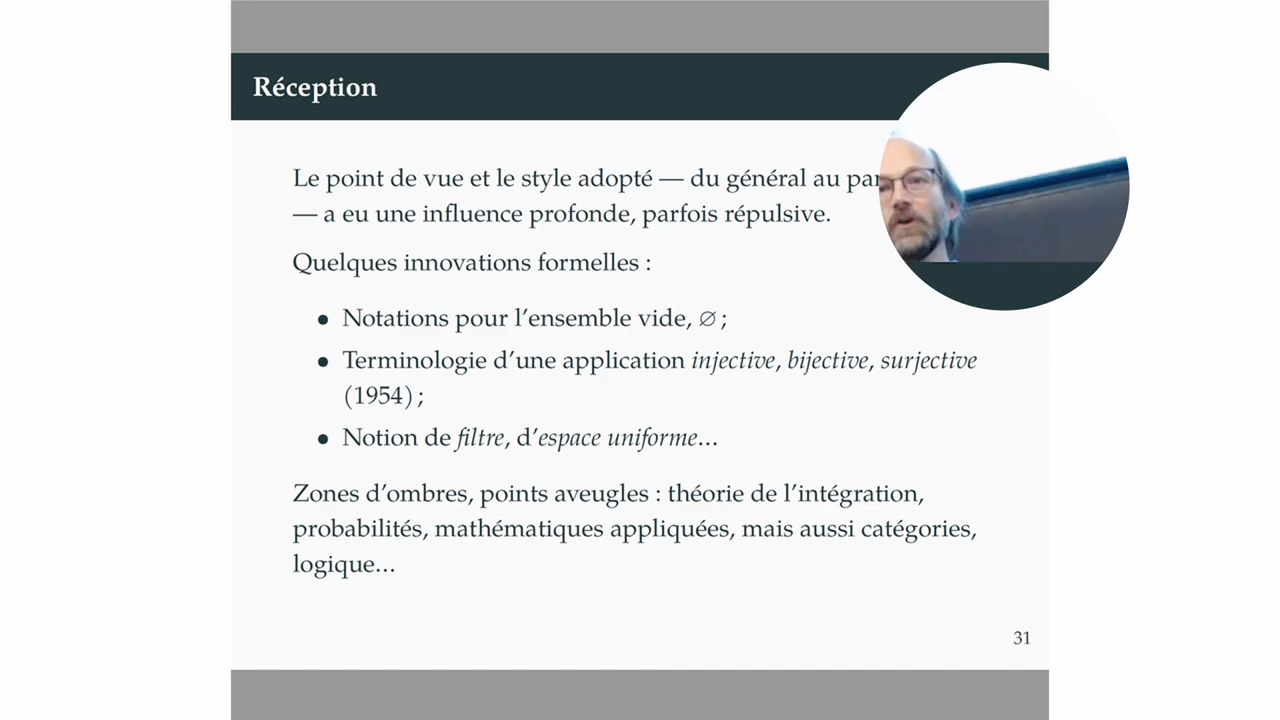 Réception
Le point de vue et le style adopté — du général au
— a eu une influence profonde, parfois répulsive.
Quelques innovations formelles :
• Notations pour l'ensemble vide, ∅ ;
• Terminologie d'une application injective, bijective, surjective
(1954) ;
• Notion de filtre, d'espace uniforme...
Zones d'ombres, points aveugles : théorie de l'intégration,
probabilités, mathématiques appliquées, mais aussi catégories,
logique...
31